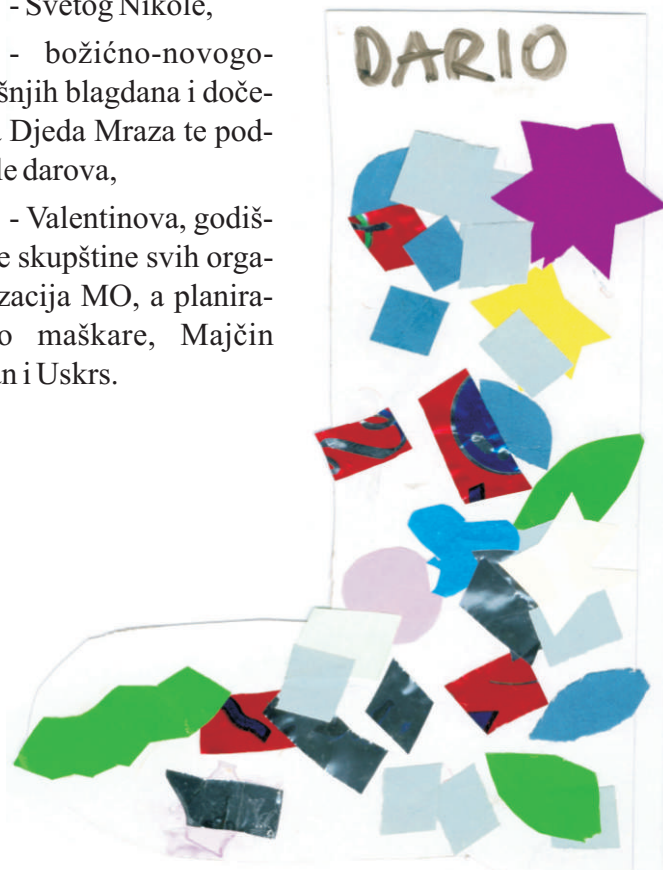 - Svetog Nikole,
- božićno-novogo-
šnjih blagdana i doče-
Djeda Mraza te pod-
le darova,
- Valentinova, godiš-
e skupštine svih orga-
zacija MO, a planira-
o maškare, Majčin
n i Uskrs.
DARIO